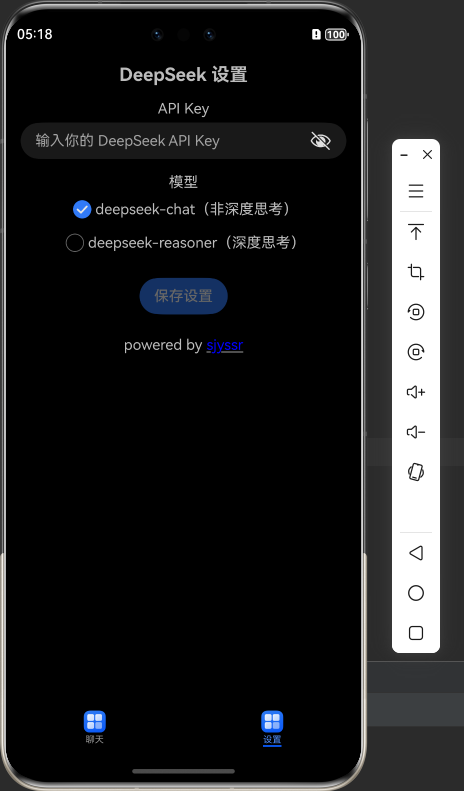 05:18
100
DeepSeek 设置
API Key
输入你的 DeepSeek API Key
模型
deepseek-chat（非深度思考）
deepseek-reasoner（深度思考）
保存设置
powered by sjyssr
聊天
设置